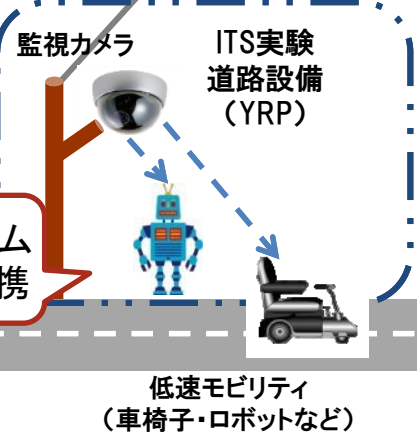 監視カメラ
ITS実験
道路設備
（YRP）
ム
携
低速モビリティ
（車椅子・ロボットなど）